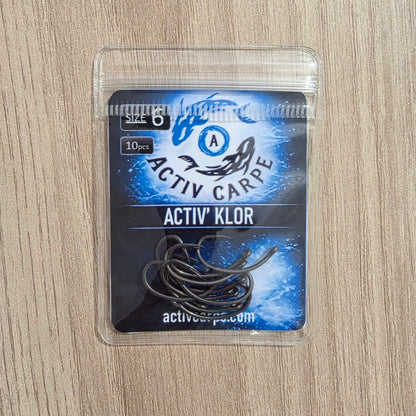 SIZE 6
10pcs
A
ACTIV CARPE
ACTIV' KLOR
activcarpe.com